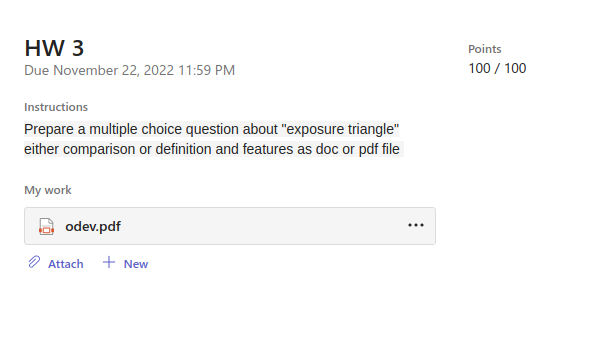 HW 3
Due November 22, 2022 11:59 PM
Points
100 / 100
Instructions
Prepare a multiple choice question about "exposure triangle"
either comparison or definition and features as doc or pdf file
My work
odev.pdf
Attach
New